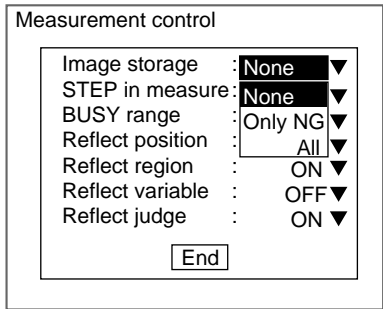 Measurement control
Image storage : None ▼
STEP in measure : None ▼
BUSY range : Only NG ▼
Reflect position : All ▼
Reflect region : ON ▼
Reflect variable : OFF ▼
Reflect judge : ON ▼
End